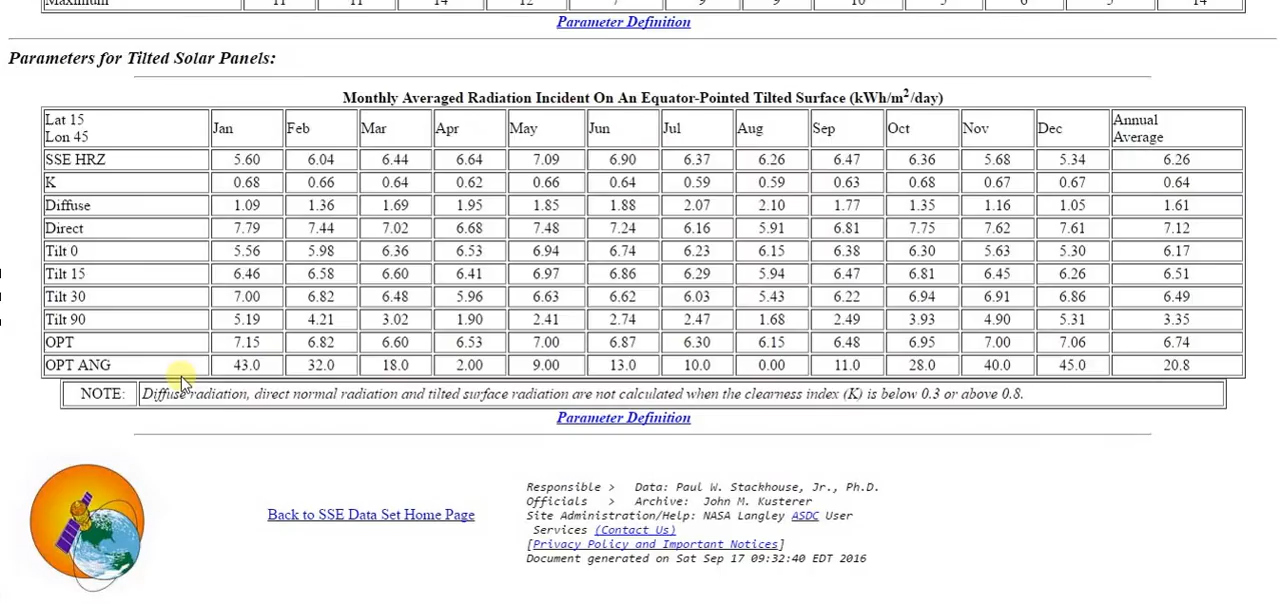 Maximum 11 11 14 12 7 9 9 10 5 6 5 14
Parameter Definition
Parameters for Tilted Solar Panels:
Monthly Averaged Radiation Incident On An Equator-Pointed Tilted Surface (kWh/m²/day)
Lat 15
Lon 45
Jan Feb Mar Apr May Jun Jul Aug Sep Oct Nov Dec
Annual
Average
SSE HRZ 5.60 6.04 6.44 6.64 7.09 6.90 6.37 6.26 6.47 6.36 5.68 5.34 6.26
K 0.68 0.66 0.64 0.62 0.66 0.64 0.59 0.59 0.63 0.68 0.67 0.67 0.64
Diffuse 1.09 1.36 1.69 1.95 1.85 1.88 2.07 2.10 1.77 1.35 1.16 1.05 1.61
Direct 7.79 7.44 7.02 6.68 7.48 7.24 6.16 5.91 6.81 7.75 7.62 7.61 7.12
Tilt 0 5.56 5.98 6.36 6.53 6.94 6.74 6.23 6.15 6.38 6.30 5.63 5.30 6.17
Tilt 15 6.46 6.58 6.60 6.41 6.97 6.86 6.29 5.94 6.47 6.81 6.45 6.26 6.51
Tilt 30 7.00 6.82 6.48 5.96 6.63 6.62 6.03 5.43 6.22 6.94 6.91 6.86 6.49
Tilt 90 5.19 4.21 3.02 1.90 2.41 2.74 2.47 1.68 2.49 3.93 4.90 5.31 3.35
OPT 7.15 6.82 6.60 6.53 7.00 6.87 6.30 6.15 6.48 6.95 7.00 7.06 6.74
OPT ANG 43.0 32.0 18.0 2.00 9.00 13.0 10.0 0.00 11.0 28.0 40.0 45.0 20.8
NOTE: Diffuse radiation, direct normal radiation and tilted surface radiation are not calculated when the clearness index (K) is below 0.3 or above 0.8.
Parameter Definition
Back to SSE Data Set Home Page
Responsible > Data: Paul W. Stackhouse, Jr., Ph.D.
Officials > Archive: John M. Kusterer
Site Administration/Help: NASA Langley ASDC User
Services (Contact Us)
[Privacy Policy and Important Notices]
Document generated on Sat Sep 17 09:32:40 EDT 2016